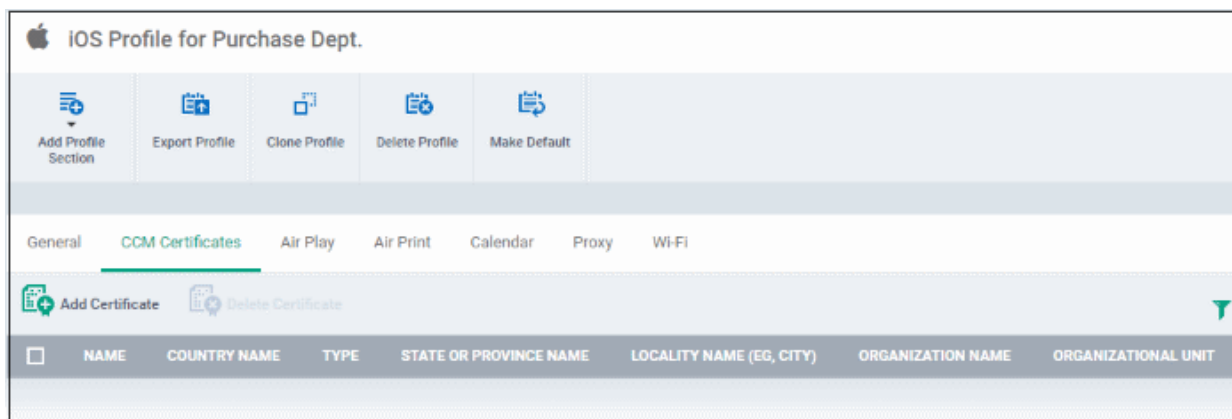 iOS Profile for Purchase Dept.
Add Profile Section
Export Profile
Clone Profile
Delete Profile
Make Default
General CCM Certificates Air Play Air Print Calendar Proxy Wi-Fi
Add Certificate Delete Certificate
NAME COUNTRY NAME TYPE STATE OR PROVINCE NAME LOCALITY NAME (EG, CITY) ORGANIZATION NAME ORGANIZATIONAL UNIT